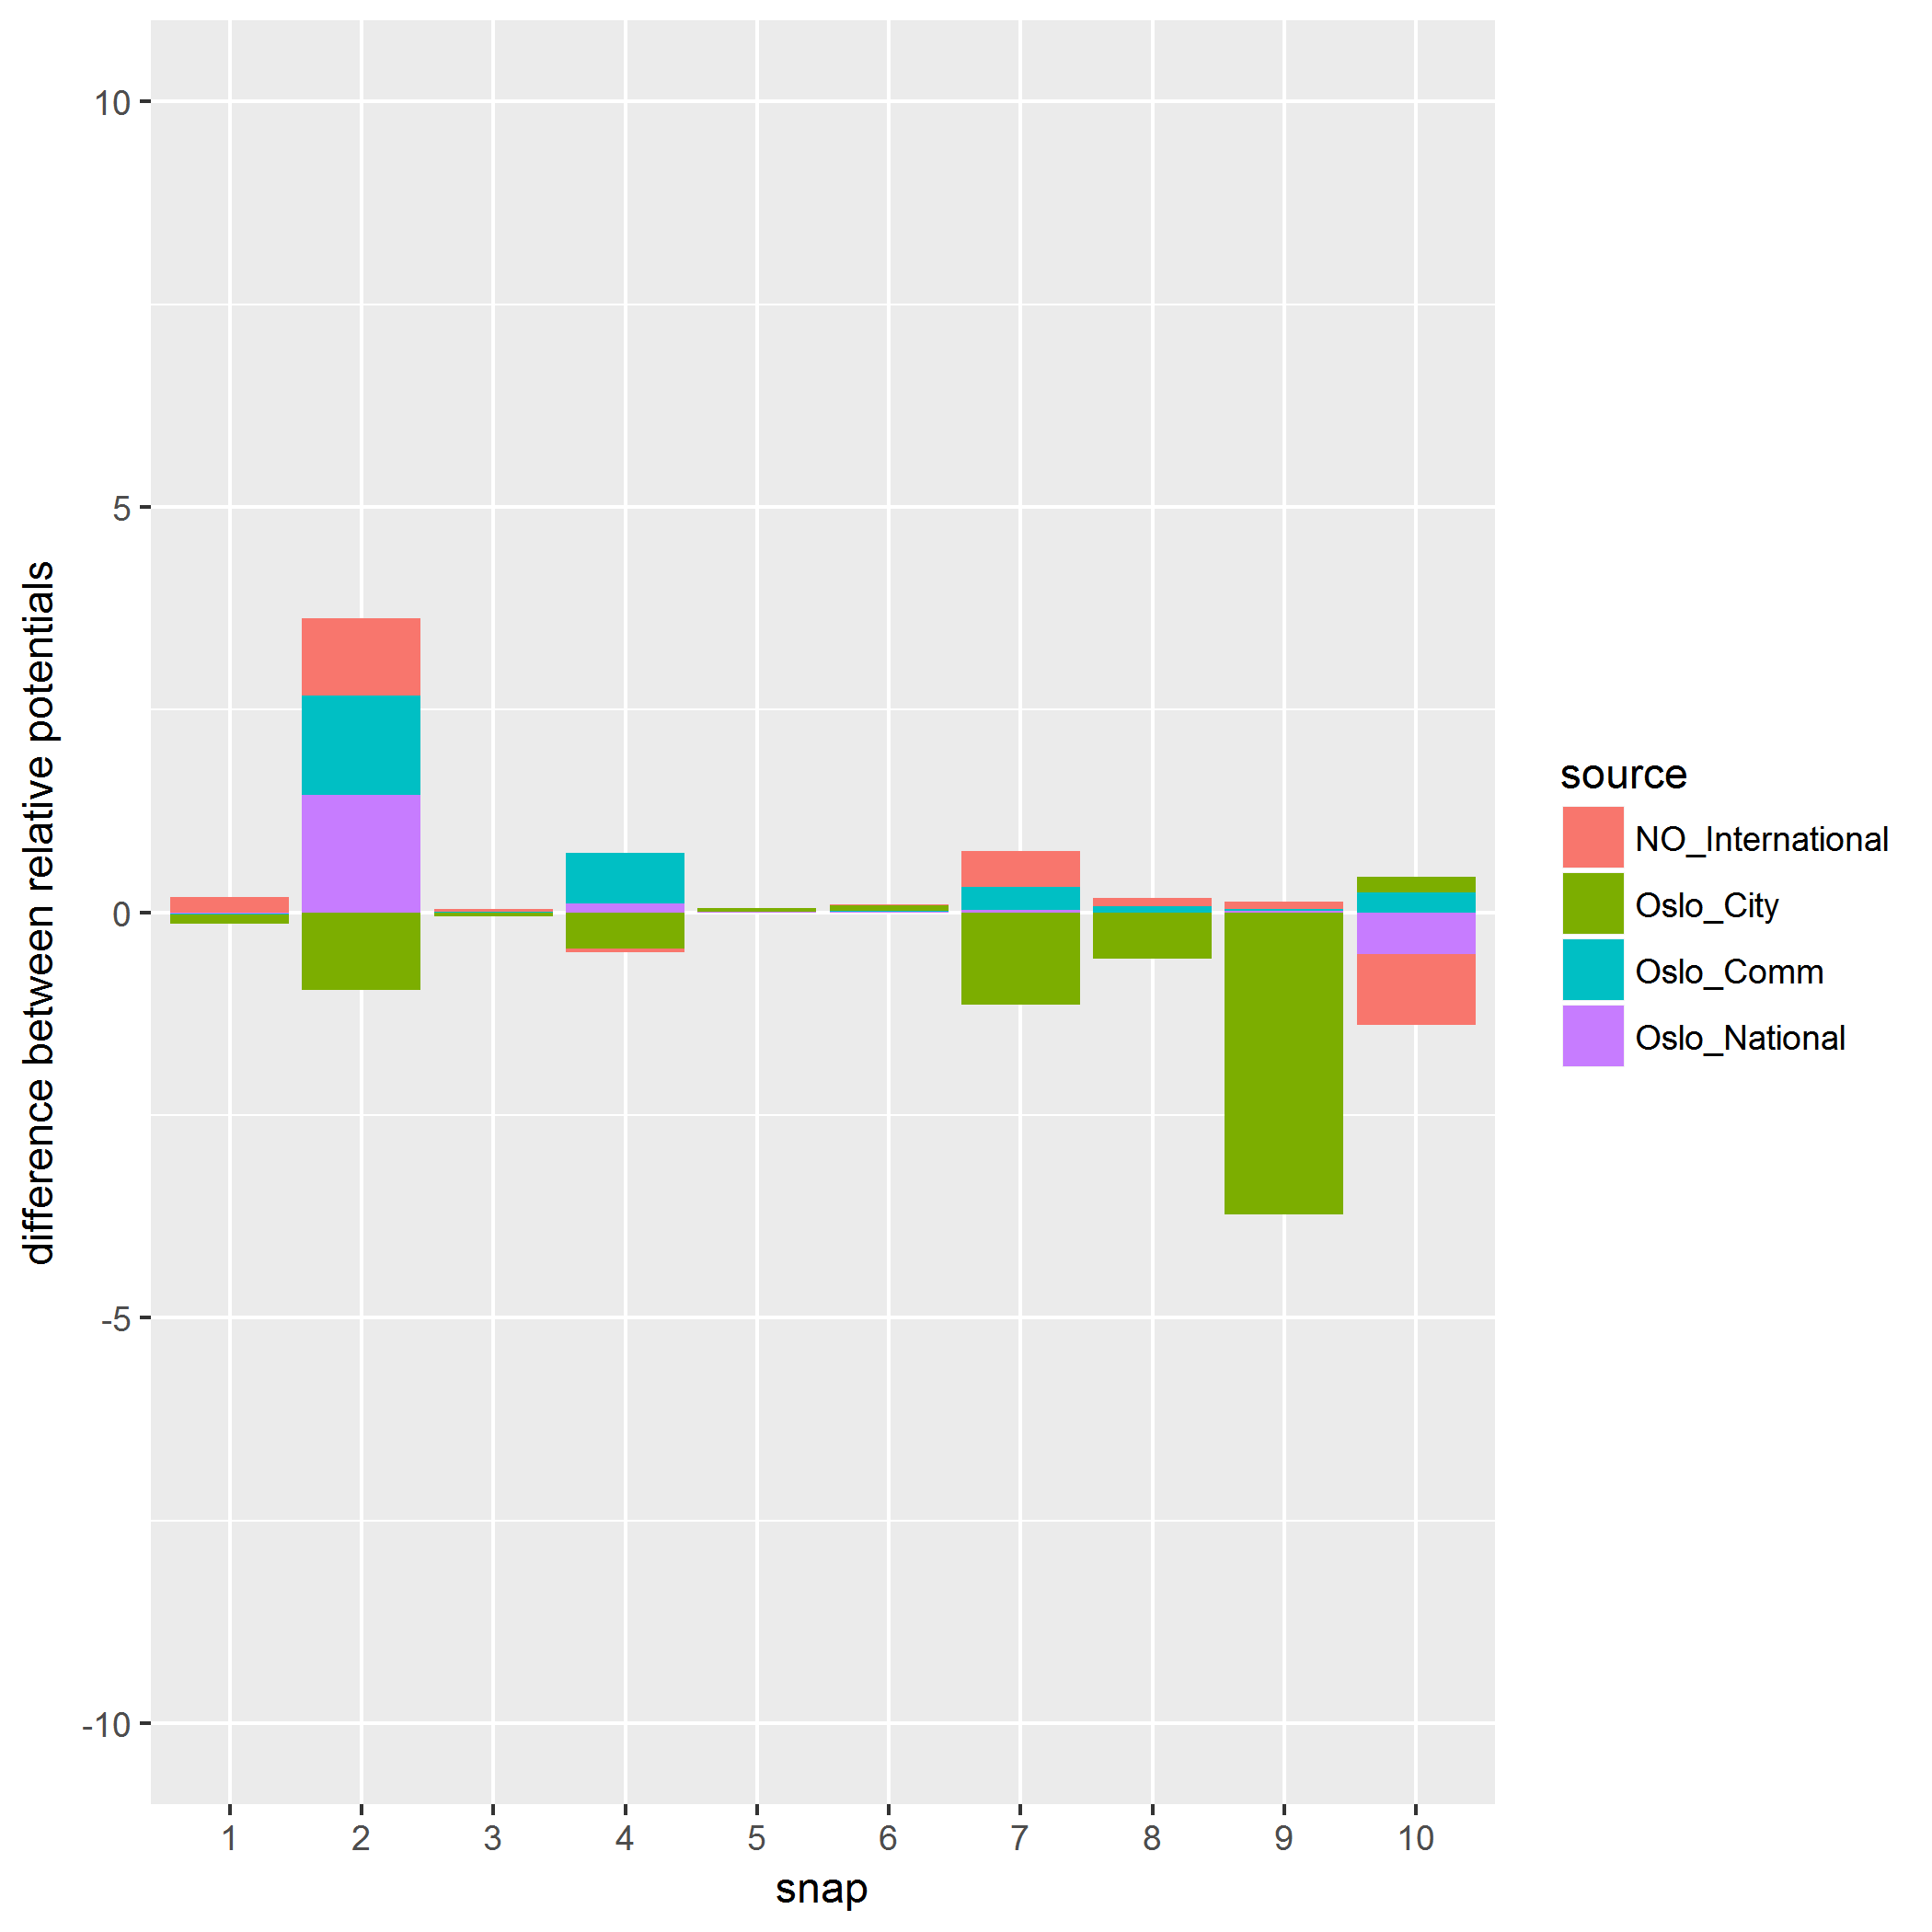 difference between relative potentials
10
5
0
-5
-10
1 2 3 4 5 6 7 8 9 10
snap
source
NO_International
Oslo_City
Oslo_Comm
Oslo_National